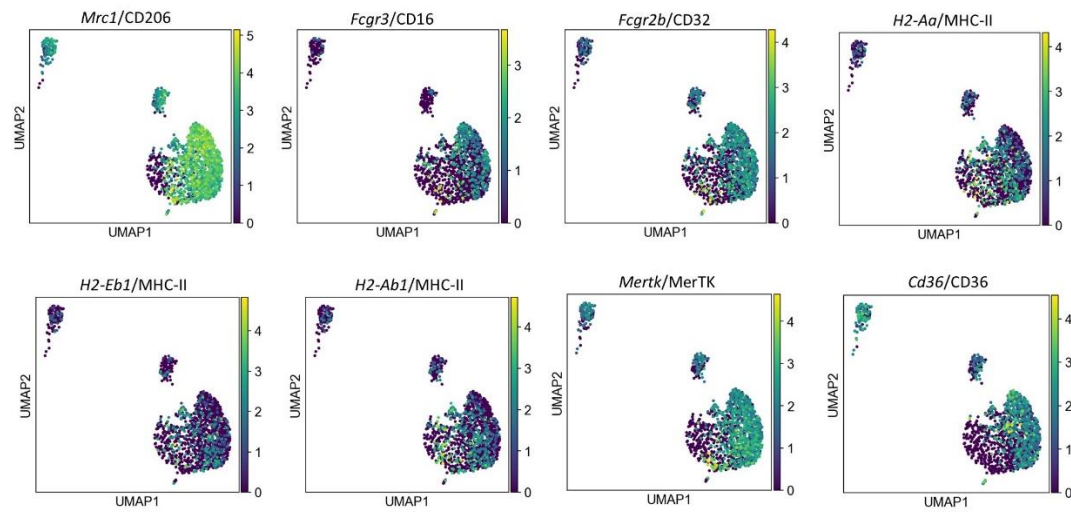 Mrc1/CD206
5
4
3
2
1
0
UMAP2
UMAP1
Fcgr3/CD16
3
2
1
0
UMAP2
UMAP1
Fcgr2b/CD32
4
3
2
1
0
UMAP2
UMAP1
H2-Aa/MHC-II
4
3
2
1
0
UMAP2
UMAP1
H2-Eb1/MHC-II
4
3
2
1
0
UMAP2
UMAP1
H2-Ab1/MHC-II
4
3
2
1
0
UMAP2
UMAP1
Mertk/MerTK
4
3
2
1
0
UMAP2
UMAP1
Cd36/CD36
4
3
2
1
0
UMAP2
UMAP1